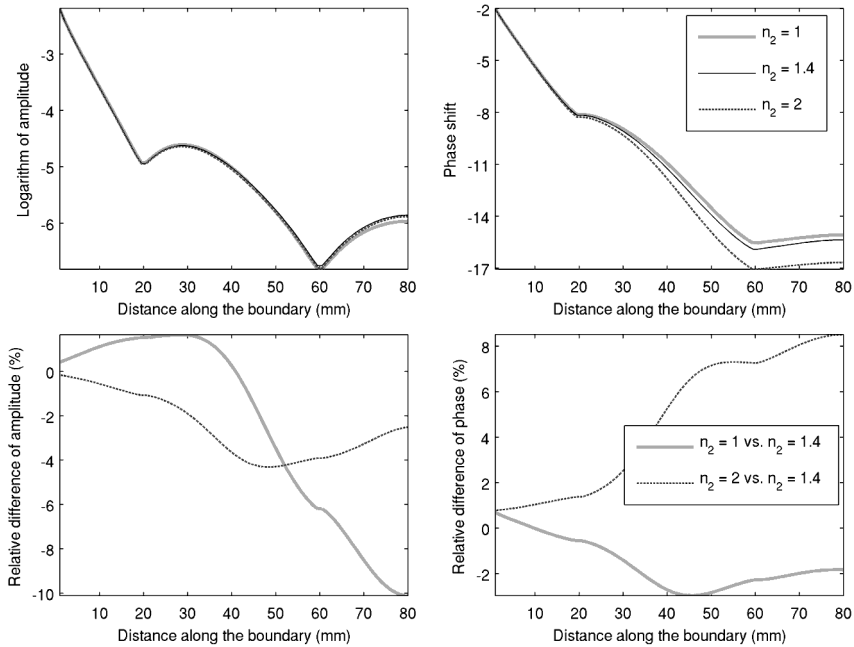 Logarithm of amplitude
-3
-4
-5
-6
10 20 30 40 50 60 70 80
Distance along the boundary (mm)
Phase shift
-2
-5
-8
-11
-14
-17
10 20 30 40 50 60 70 80
Distance along the boundary (mm)
n2 = 1
n2 = 1.4
n2 = 2
Relative difference of amplitude (%)
0
-2
-4
-6
-8
-10
10 20 30 40 50 60 70 80
Distance along the boundary (mm)
Relative difference of phase (%)
8
6
4
2
0
-2
10 20 30 40 50 60 70 80
Distance along the boundary (mm)
n2 = 1 vs. n2 = 1.4
n2 = 2 vs. n2 = 1.4